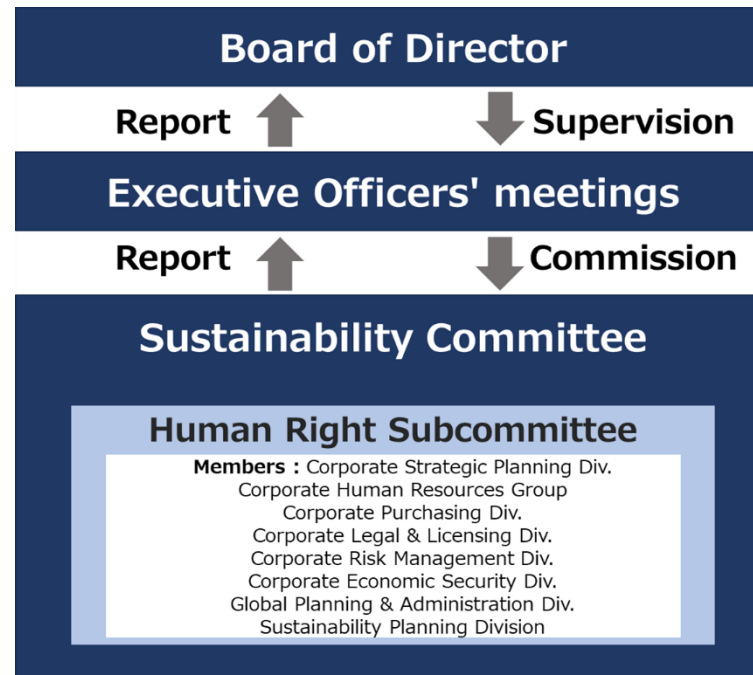 Board of Director
Report Supervision
Executive Officers' meetings
Report Commission
Sustainability Committee
Human Right Subcommittee
Members : Corporate Strategic Planning Div.
Corporate Human Resources Group
Corporate Purchasing Div.
Corporate Legal & Licensing Div.
Corporate Risk Management Div.
Corporate Economic Security Div.
Global Planning & Administration Div.
Sustainability Planning Division